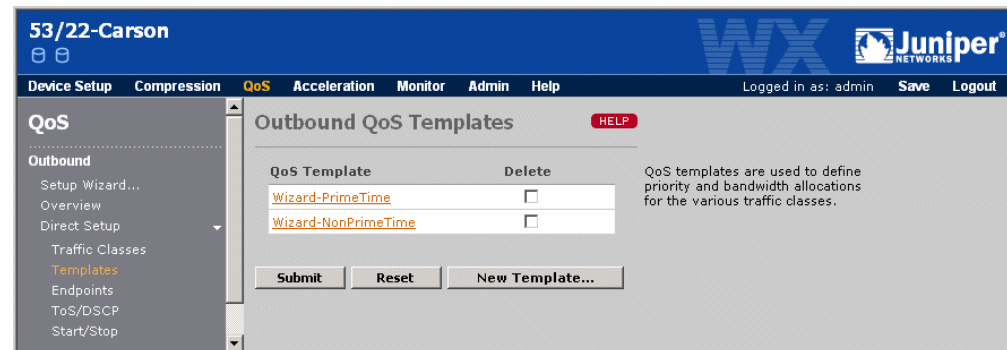 53/22-Carson
WX
Juniper®
NETWORKS
Device Setup Compression QoS Acceleration Monitor Admin Help Logged in as: admin Save Logout
QoS
Outbound
Setup Wizard...
Overview
Direct Setup
Traffic Classes
Templates
Endpoints
ToS/DSCP
Start/Stop
Outbound QoS Templates
HELP
QoS Template Delete
Wizard-PrimeTime
Wizard-NonPrimeTime
Submit Reset New Template...
QoS templates are used to define
priority and bandwidth allocations
for the various traffic classes.